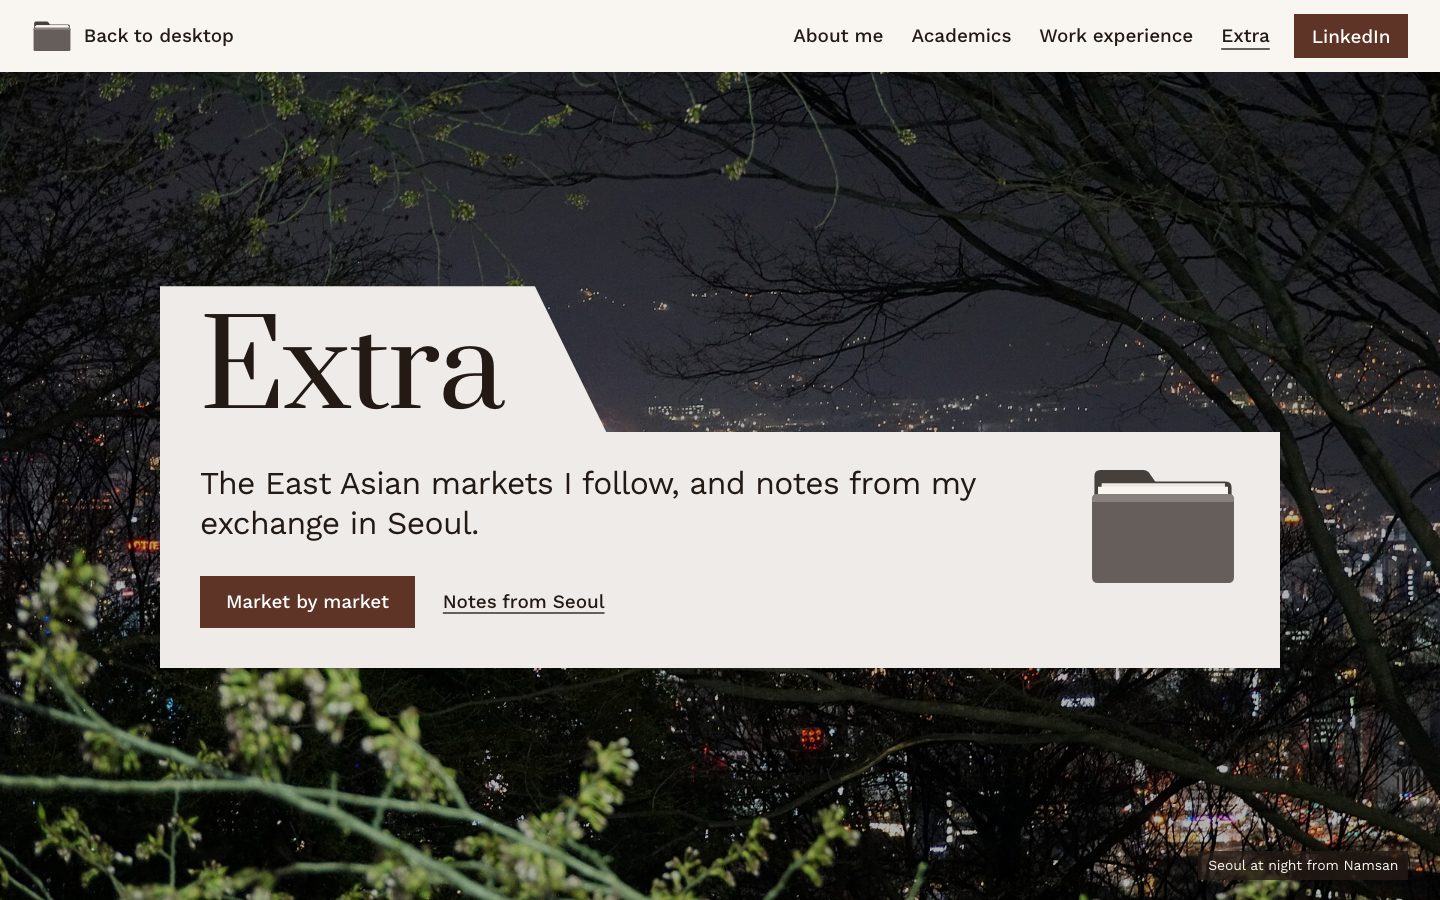 Back to desktop
About me
Academics
Work experience
Extra
LinkedIn
Extra
The East Asian markets I follow, and notes from my
exchange in Seoul.
Market by market
Notes from Seoul
Seoul at night from Namsan